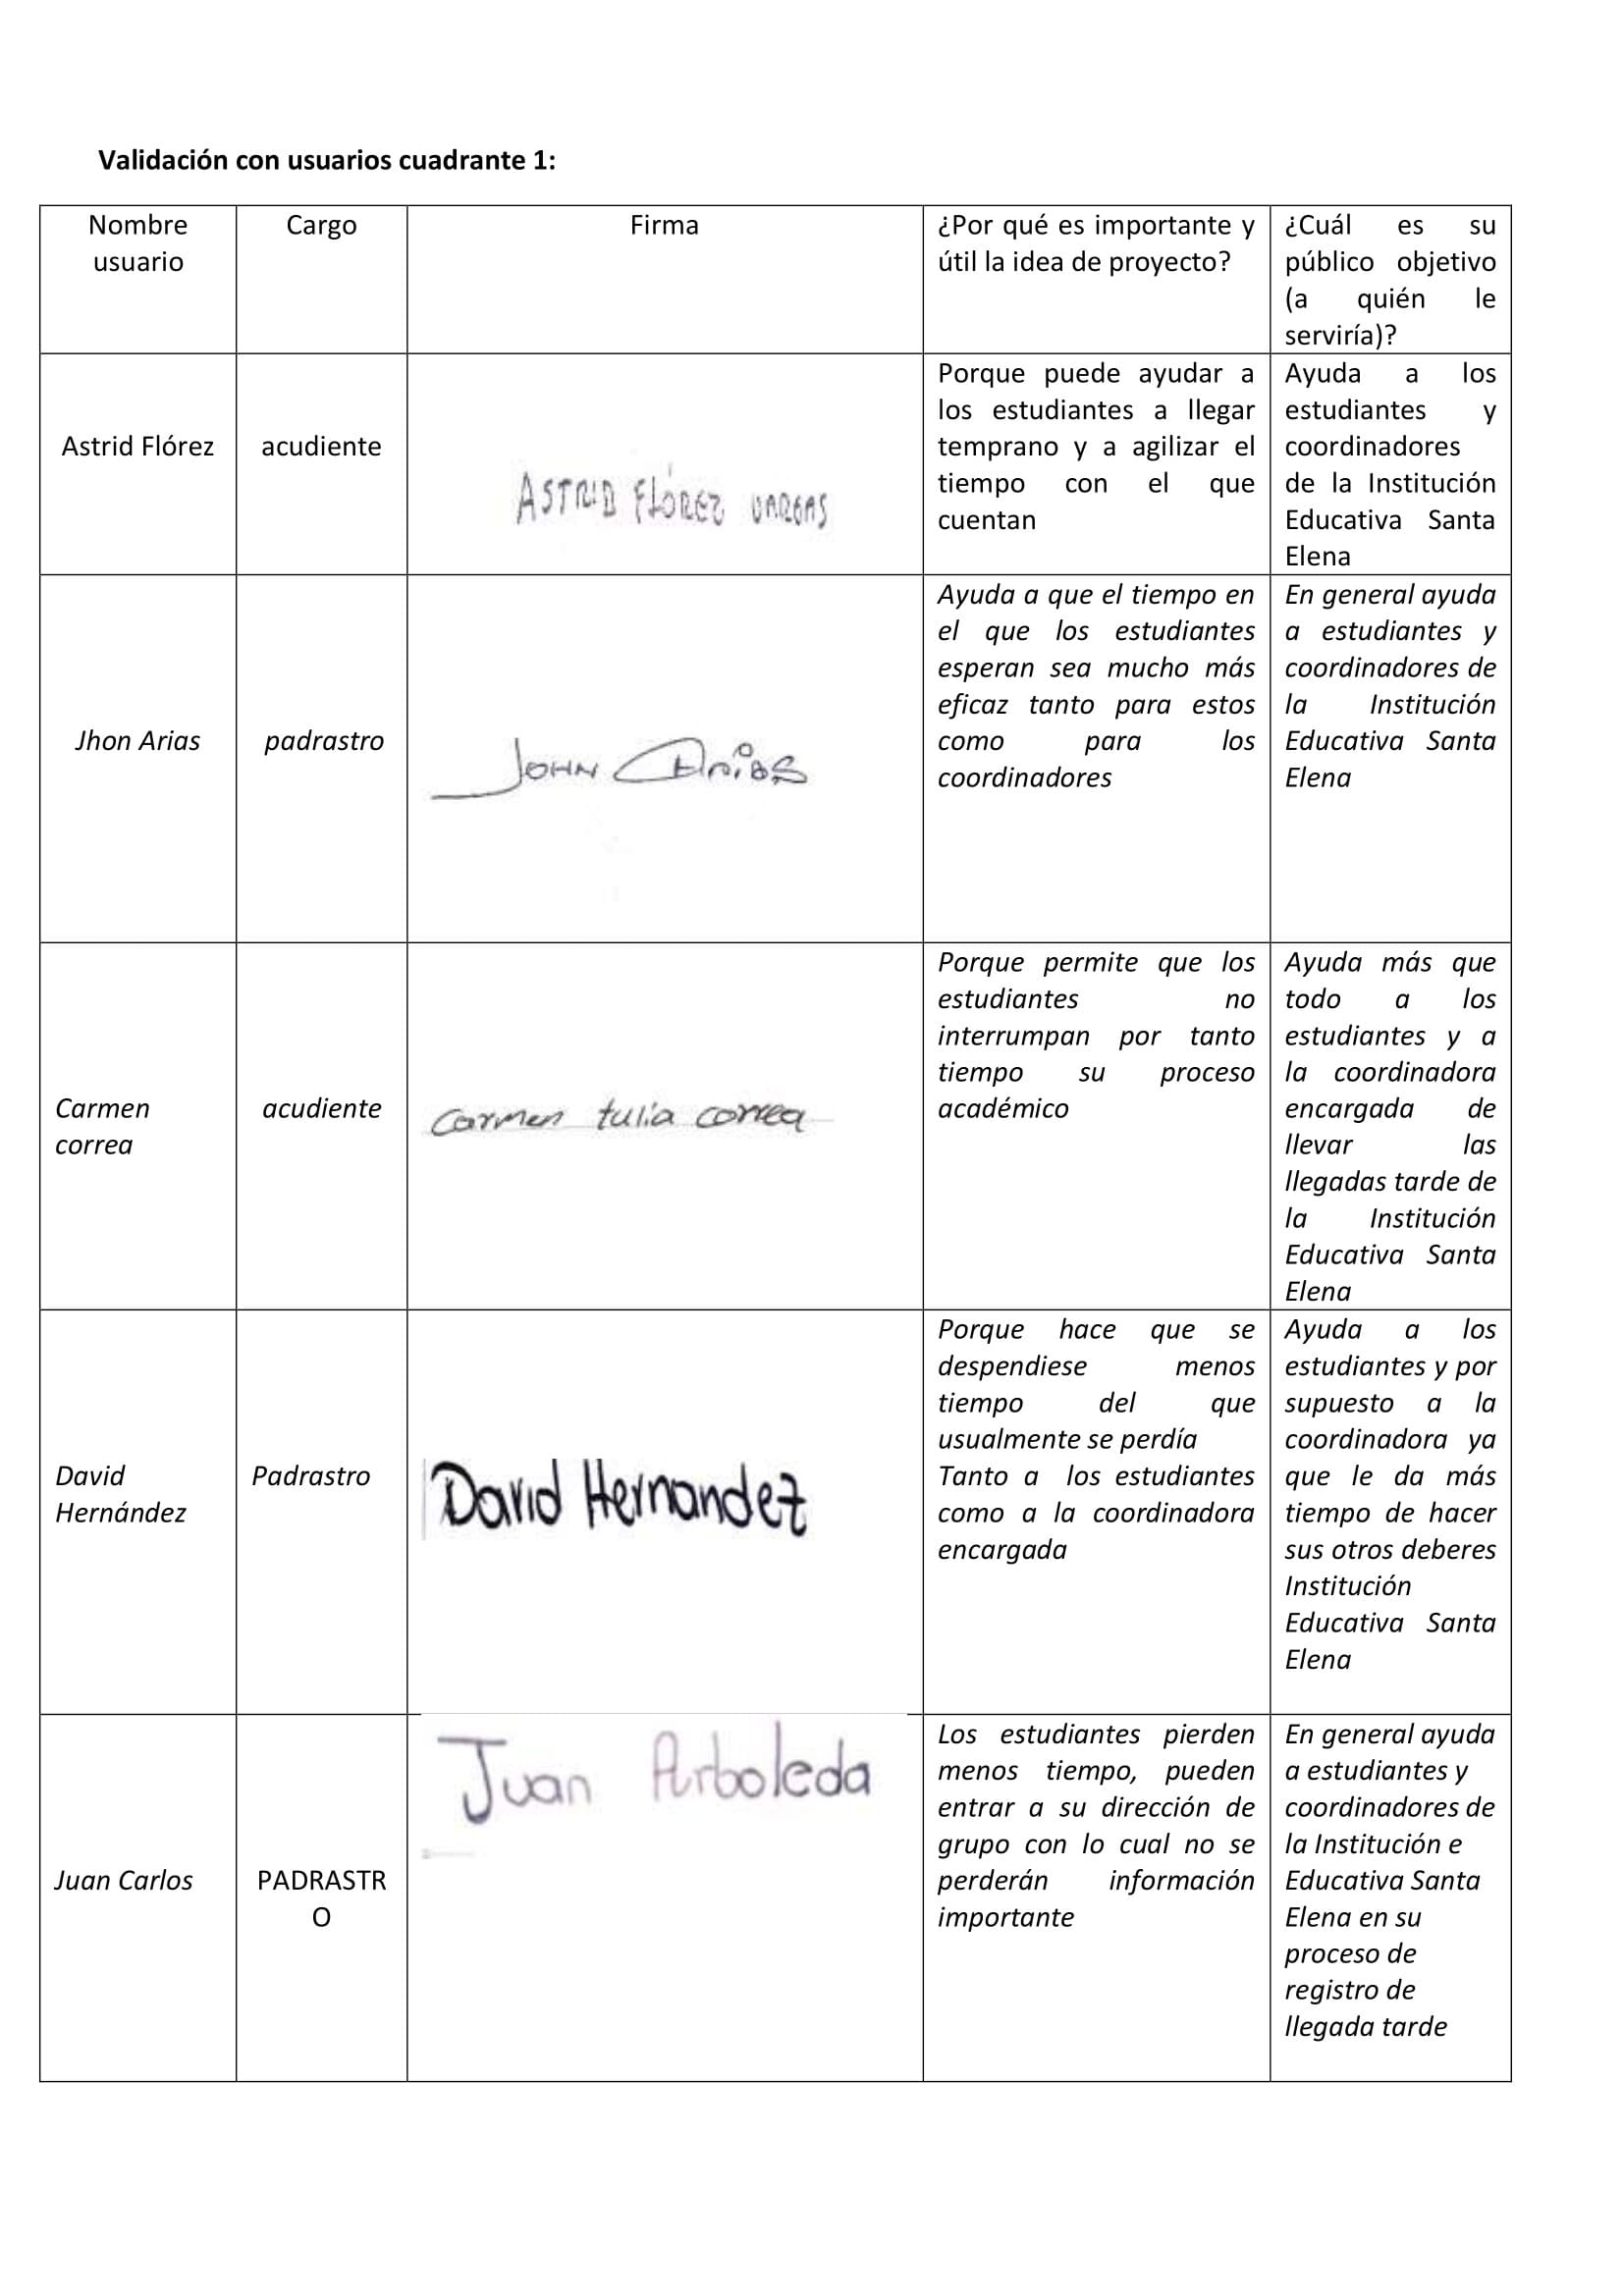 Validación con usuarios cuadrante 1:
Nombre
usuario
Cargo
Firma
¿Por qué es importante y
útil la idea de proyecto?
¿Cuál es su
público objetivo
(a quién le
serviría)?
Astrid Flórez
acudiente
ASTRID FLÓREZ VARGAS
Porque puede ayudar a
los estudiantes a llegar
temprano y a agilizar el
tiempo con el que
cuentan
Ayuda a los
estudiantes y
coordinadores
de la Institución
Educativa Santa
Elena
Jhon Arias
padrastro
JOHN Arias
Ayuda a que el tiempo en
el que los estudiantes
esperan sea mucho más
eficaz tanto para estos
como para los
coordinadores
En general ayuda
a estudiantes y
coordinadores de
la Institución
Educativa Santa
Elena
Carmen
correa
acudiente
Carmen tulia correa
Porque permite que los
estudiantes no
interrumpan por tanto
tiempo su proceso
académico
Ayuda más que
todo a los
estudiantes y a
la coordinadora
encargada de
llevar las
llegadas tarde de
la Institución
Educativa Santa
Elena
David
Hernández
Padrastro
David Hernandez
Porque hace que se
despendiese menos
tiempo del que
usualmente se perdía
Tanto a los estudiantes
como a la coordinadora
encargada
Ayuda a los
estudiantes y por
supuesto a la
coordinadora ya
que le da más
tiempo de hacer
sus otros deberes
Institución
Educativa Santa
Elena
Juan Carlos
PADRASTR
O
Juan Arboleda
Los estudiantes pierden
menos tiempo, pueden
entrar a su dirección de
grupo con lo cual no se
perderán información
importante
En general ayuda
a estudiantes y
coordinadores de
la Institución e
Educativa Santa
Elena en su
proceso de
registro de
llegada tarde